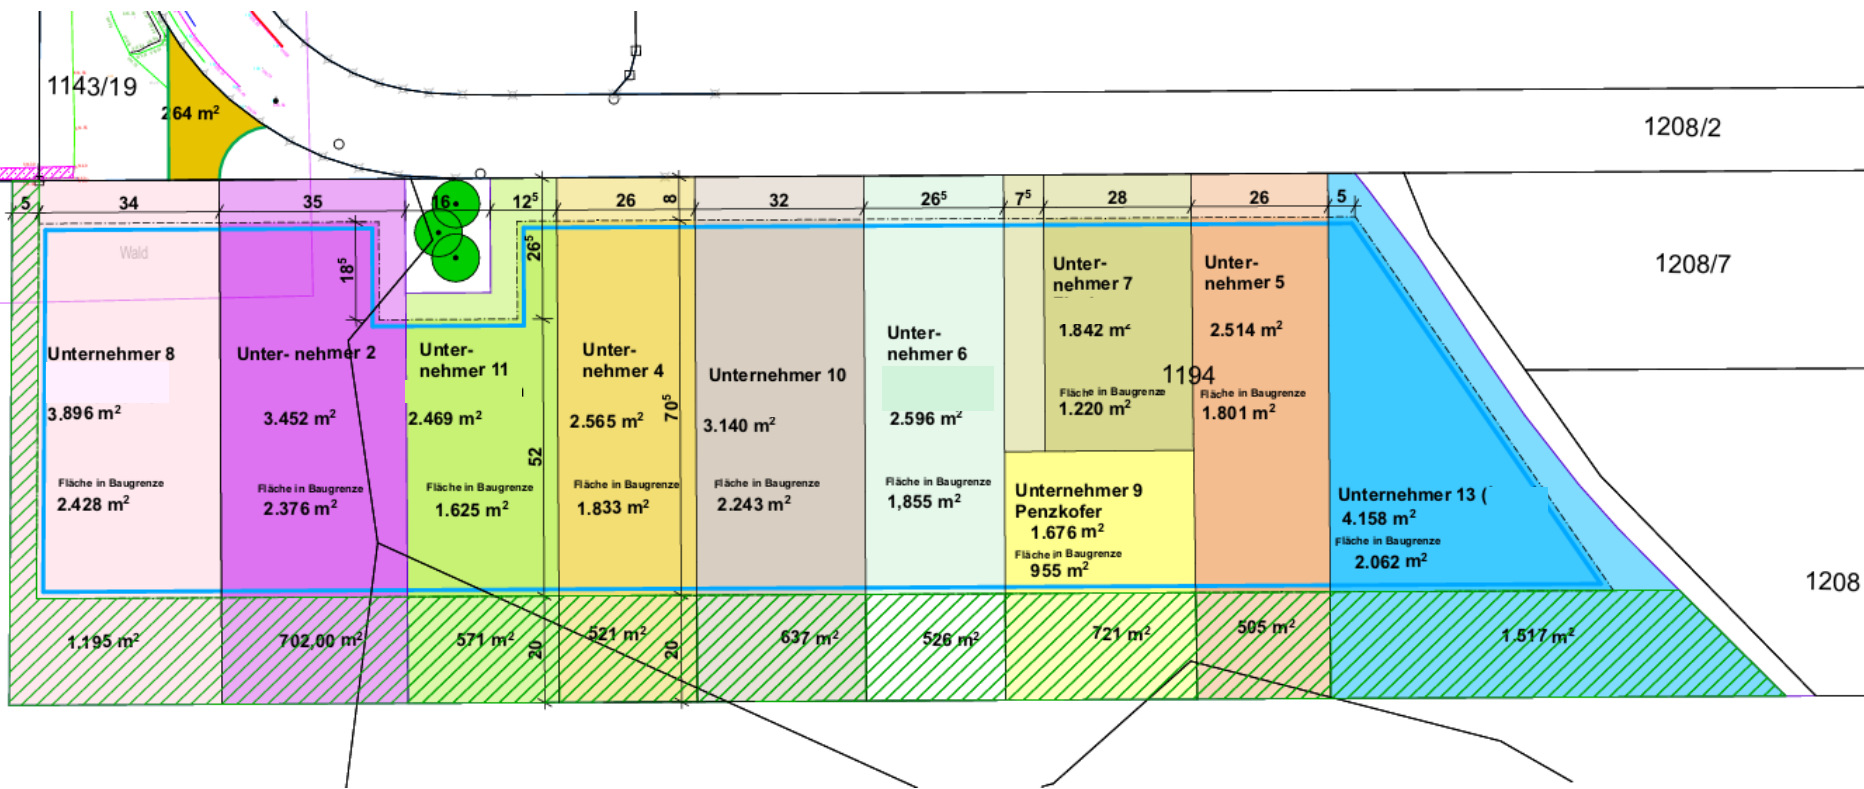 1143/19
264 m²
1208/2
5
34
35
16
12⁵
26
8
32
26⁵
7⁵
28
26
5
Wald
18⁵
26⁵
1208/7
Unter-
nehmer 7
1.842 m²
Fläche in Baugrenze
1.220 m²
Unter-
nehmer 5
2.514 m²
1194
Fläche in Baugrenze
1.801 m²
Unternehmer 8
3.896 m²
Fläche in Baugrenze
2.428 m²
Unter- nehmer 2
3.452 m²
Fläche in Baugrenze
2.376 m²
Unter-
nehmer 11
2.469 m²
Fläche in Baugrenze
1.625 m²
52
Unter-
nehmer 4
2.565 m²
Fläche in Baugrenze
1.833 m²
70⁵
Unternehmer 10
3.140 m²
Fläche in Baugrenze
2.243 m²
Unter-
nehmer 6
2.596 m²
Fläche in Baugrenze
1,855 m²
Unternehmer 9
Penzkofer
1.676 m²
Fläche in Baugrenze
955 m²
Unternehmer 13 (
4.158 m²
Fläche in Baugrenze
2.062 m²
1208
1.195 m²
702,00 m²
571 m²
20
521 m²
20
637 m²
526 m²
721 m²
505 m²
1.517 m²